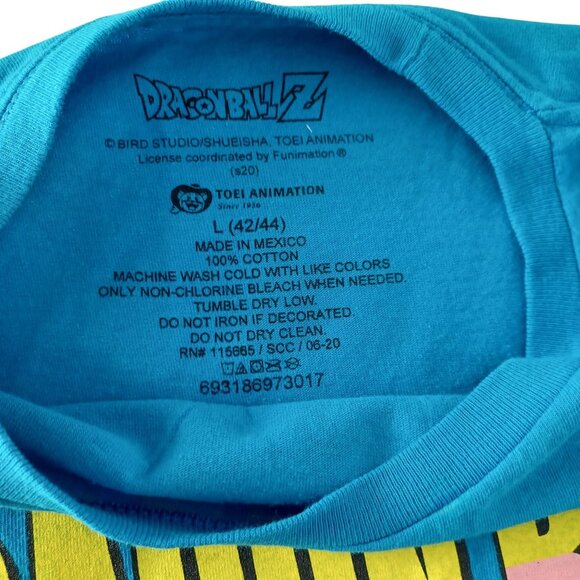 DRAGONBALL Z
© BIRD STUDIO/SHUEISHA, TOEI ANIMATION
License coordinated by Funimation ®
(s20)
TOEI ANIMATION
Since 1956
L (42/44)
MADE IN MEXICO
100% COTTON
MACHINE WASH COLD WITH LIKE COLORS
ONLY NON-CHLORINE BLEACH WHEN NEEDED.
TUMBLE DRY LOW.
DO NOT IRON IF DECORATED.
DO NOT DRY CLEAN.
RN# 115665 / SCC / 06-20
693186973017